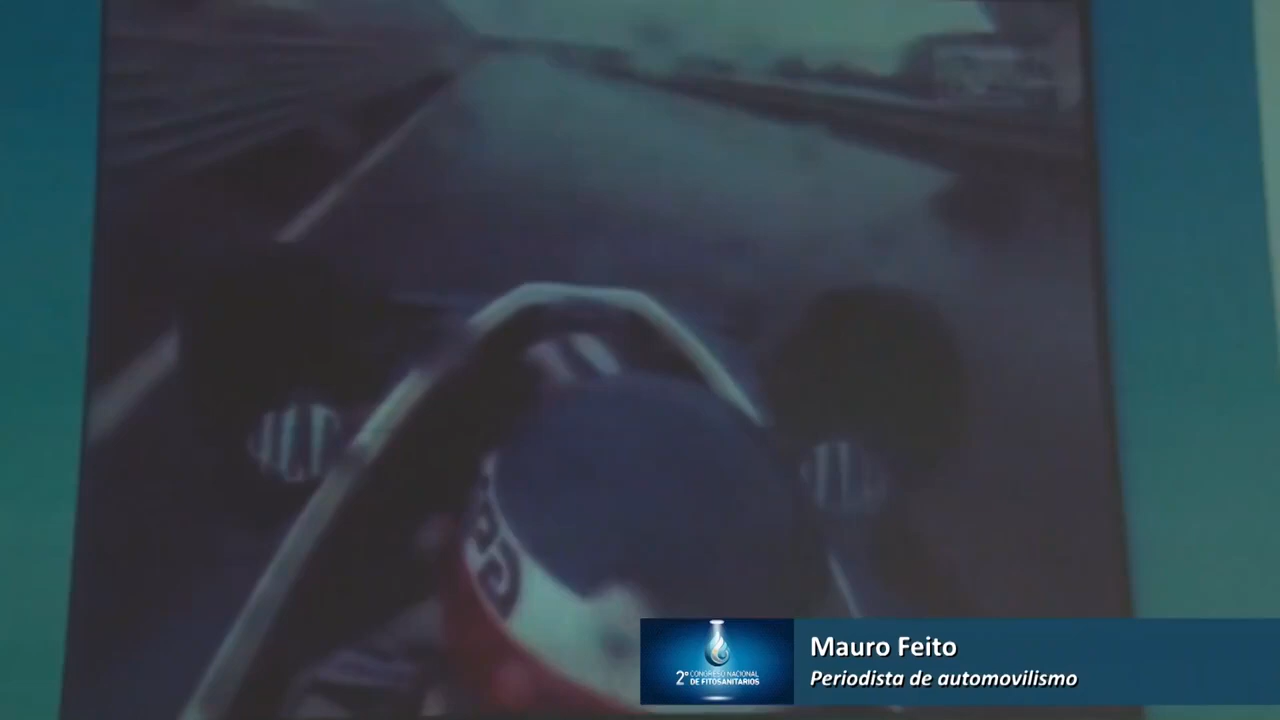 Mauro Feito
Periodista de automovilismo
2º CONGRESO NACIONAL
DE FITOSANITARIOS